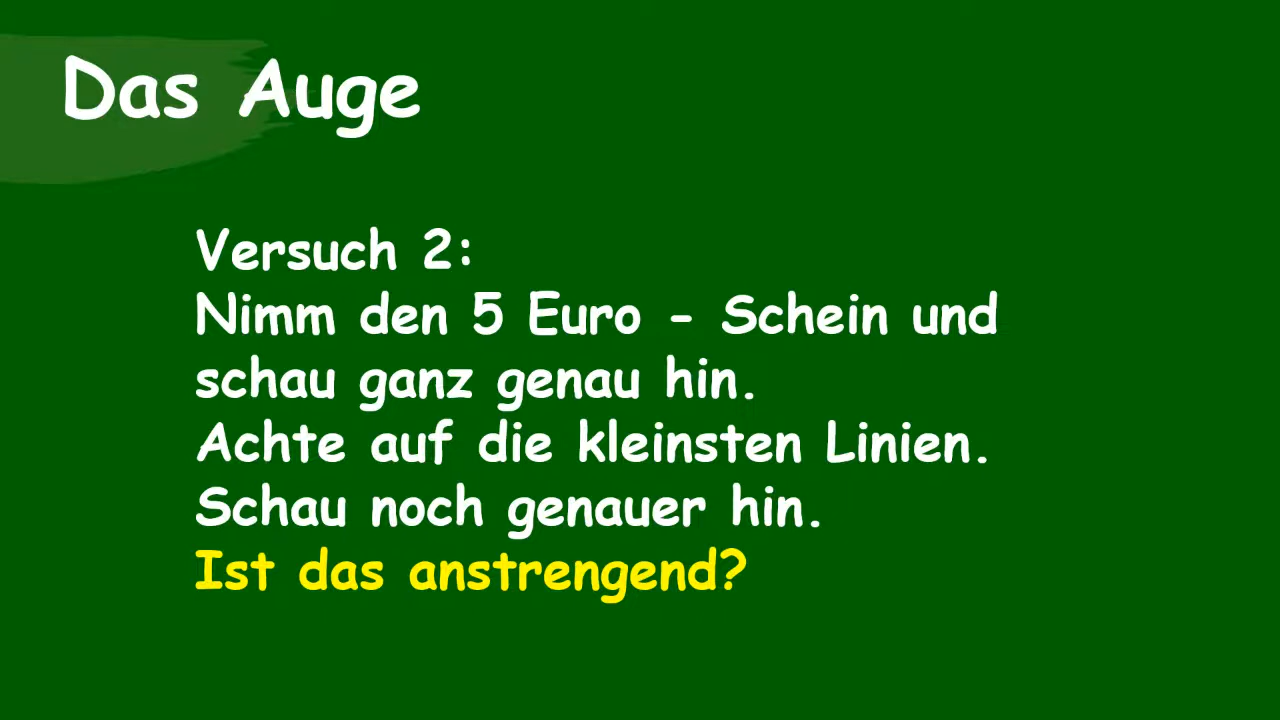 Das Auge
Versuch 2:
Nimm den 5 Euro - Schein und
schau ganz genau hin.
Achte auf die kleinsten Linien.
Schau noch genauer hin.
Ist das anstrengend?